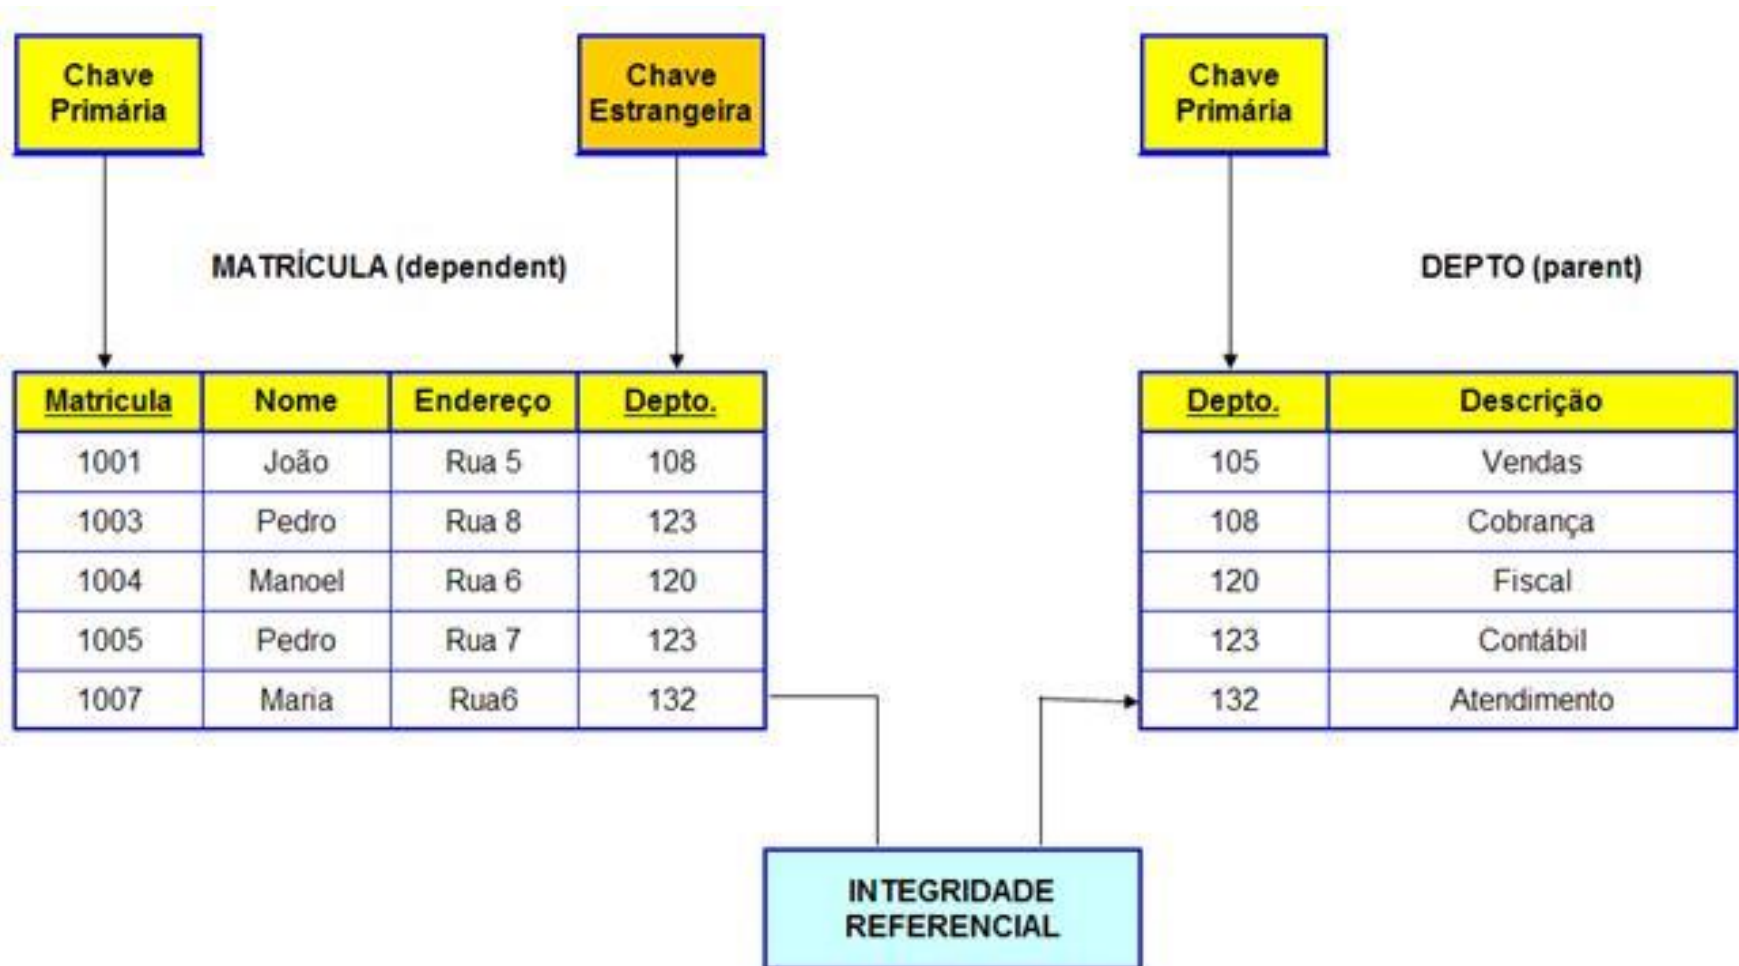 Chave
Primária
Chave
Estrangeira
Chave
Primária
MATRÍCULA (dependent)
DEPTO (parent)
Matricula Nome Endereço Depto.
1001 João Rua 5 108
1003 Pedro Rua 8 123
1004 Manoel Rua 6 120
1005 Pedro Rua 7 123
1007 Maria Rua6 132
Depto. Descrição
105 Vendas
108 Cobrança
120 Fiscal
123 Contábil
132 Atendimento
INTEGRIDADE
REFERENCIAL